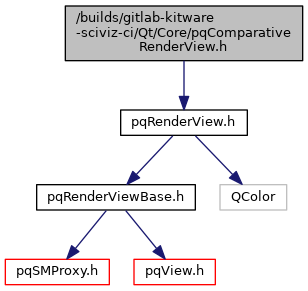 /builds/gitlab-kitware
-sciviz-ci/Qt/Core/pqComparative
RenderView.h
pqRenderView.h
pqRenderViewBase.h
QColor
pqSMProxy.h
pqView.h